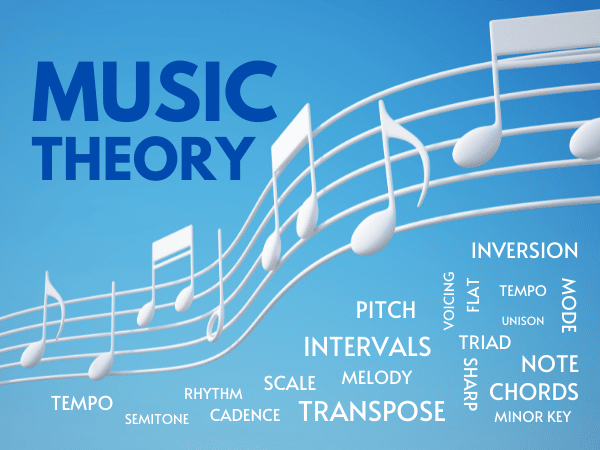 MUSIC
THEORY
INVERSION
VOICING
FLAT
TEMPO
MODE
PITCH
UNISON
INTERVALS
TRIAD
SHARP
NOTE
SCALE
MELODY
RHYTHM
CHORDS
TEMPO
SEMITONE
CADENCE
TRANSPOSE
MINOR KEY